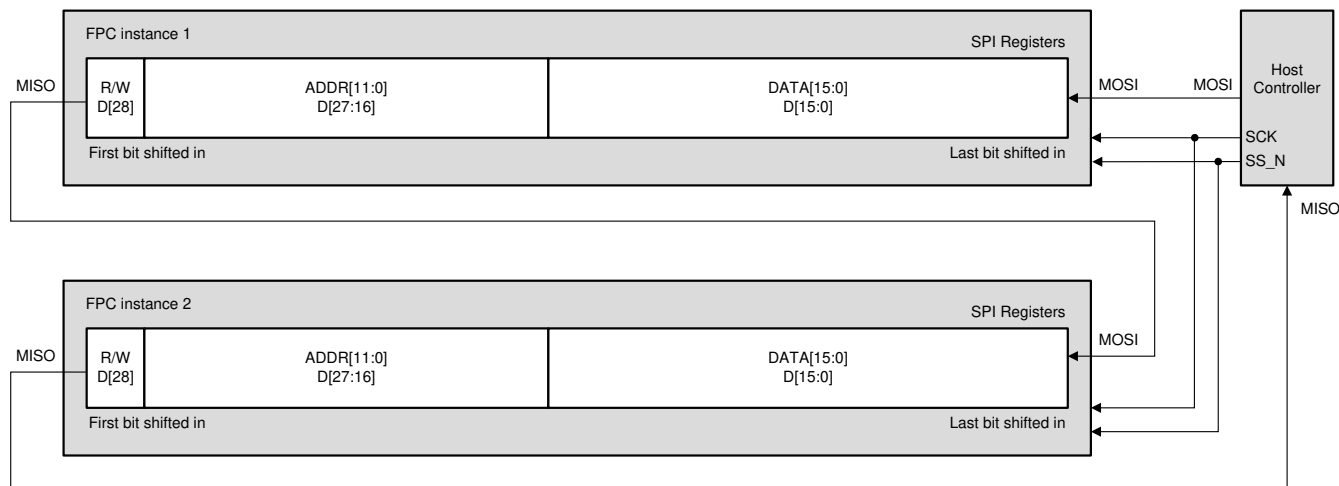 FPC instance 1
SPI Registers
MISO
R/W
D[28]
ADDR[11:0]
D[27:16]
DATA[15:0]
D[15:0]
MOSI
MOSI
Host
Controller
First bit shifted in
Last bit shifted in
SCK
SS_N
MISO
FPC instance 2
SPI Registers
MISO
R/W
D[28]
ADDR[11:0]
D[27:16]
DATA[15:0]
D[15:0]
MOSI
First bit shifted in
Last bit shifted in